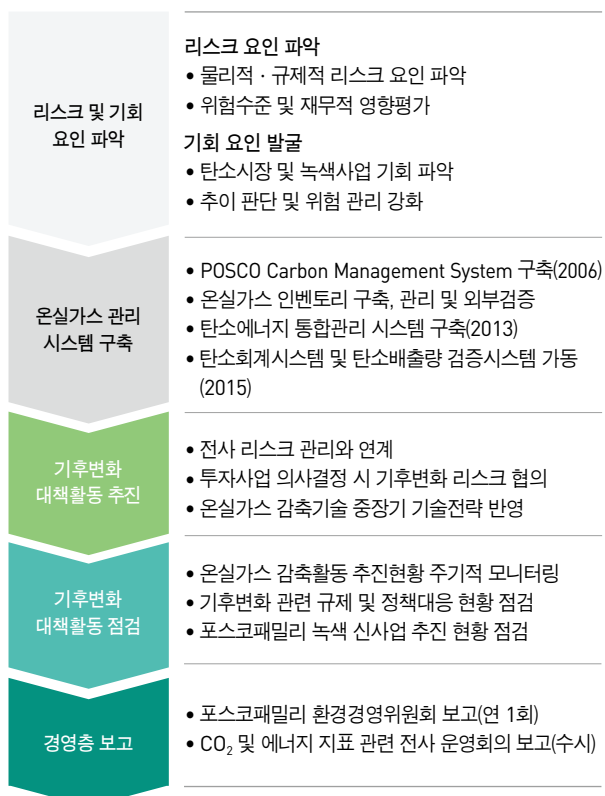 리스크 및 기회
요인 파악
리스크 요인 파악
• 물리적 · 규제적 리스크 요인 파악
• 위험수준 및 재무적 영향평가
기회 요인 발굴
• 탄소시장 및 녹색사업 기회 파악
• 추이 판단 및 위험 관리 강화
온실가스 관리
시스템 구축
• POSCO Carbon Management System 구축(2006)
• 온실가스 인벤토리 구축, 관리 및 외부검증
• 탄소에너지 통합관리 시스템 구축(2013)
• 탄소회계시스템 및 탄소배출량 검증시스템 가동
(2015)
기후변화
대책활동 추진
• 전사 리스크 관리와 연계
• 투자사업 의사결정 시 기후변화 리스크 협의
• 온실가스 감축기술 중장기 기술전략 반영
기후변화
대책활동 점검
• 온실가스 감축활동 추진현황 주기적 모니터링
• 기후변화 관련 규제 및 정책대응 현황 점검
• 포스코패밀리 녹색 신사업 추진 현황 점검
경영층 보고
• 포스코패밀리 환경경영위원회 보고(연 1회)
• CO₂ 및 에너지 지표 관련 전사 운영회의 보고(수시)